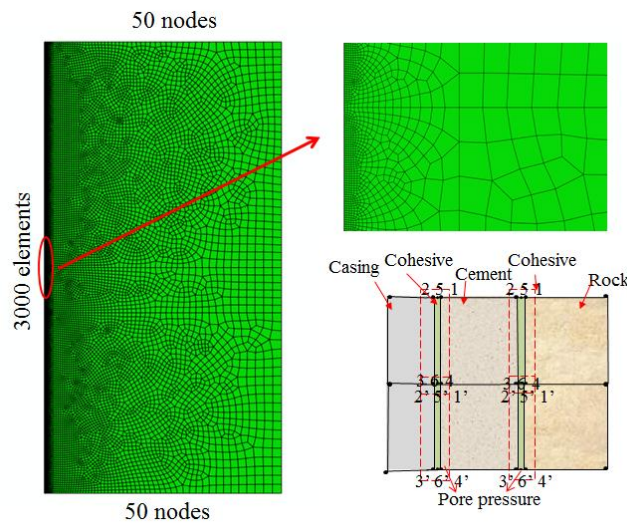 50 nodes
3000 elements
50 nodes
Casing
Cohesive
Cement
Cohesive
Rock
2 5 1
2 5 1
3 6 4
3 6 4
2' 5' 1'
2' 5' 1'
3' 6' 4'
3' 6' 4'
Pore pressure